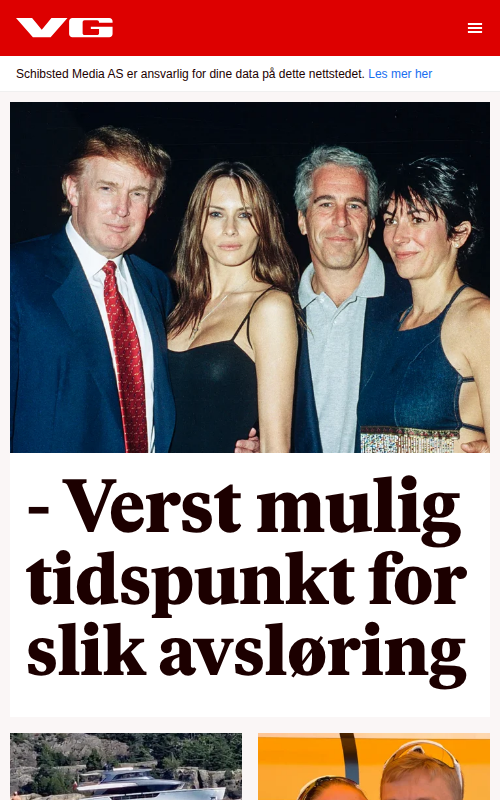 VG
Schibsted Media AS er ansvarlig for dine data på dette nettstedet. Les mer her
- Verst mulig
tidspunkt for
slik avsløring